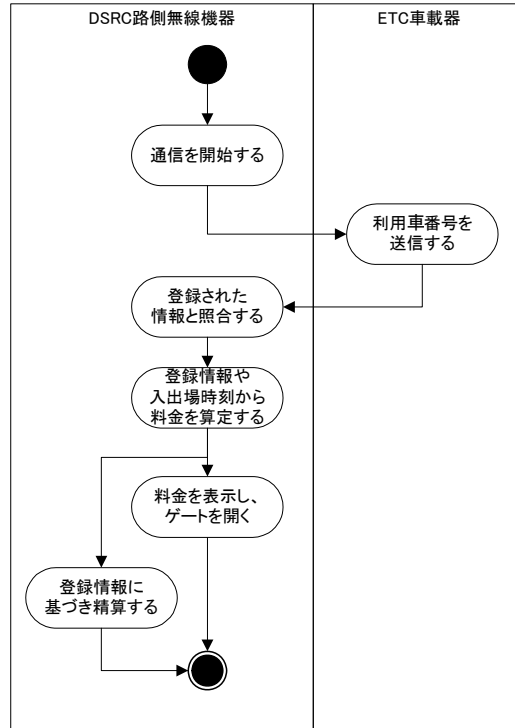 DSRC路側無線機器
ETC車載器
通信を開始する
利用車番号を
送信する
登録された
情報と照合する
登録情報や
入出場時刻から
料金を算定する
料金を表示し、
ゲートを開く
登録情報に
基づき精算する